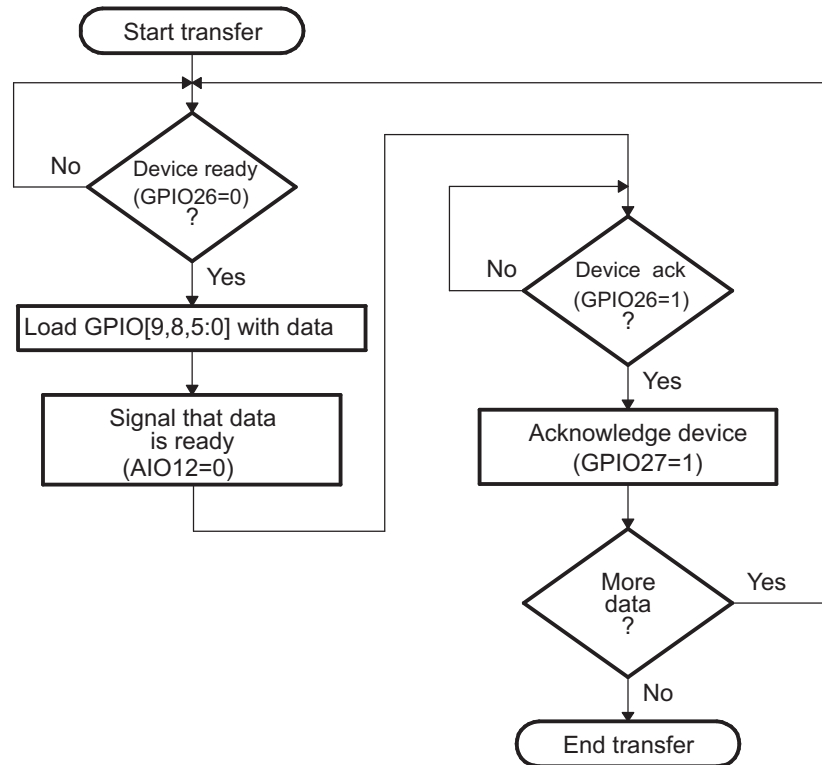 Start transfer
No
Device ready
(GPIO26=0)
?
Yes
Load GPIO[9,8,5:0] with data
Signal that data
is ready
(AIO12=0)
No
Device ack
(GPIO26=1)
?
Yes
Acknowledge device
(GPIO27=1)
More
data
?
Yes
No
End transfer